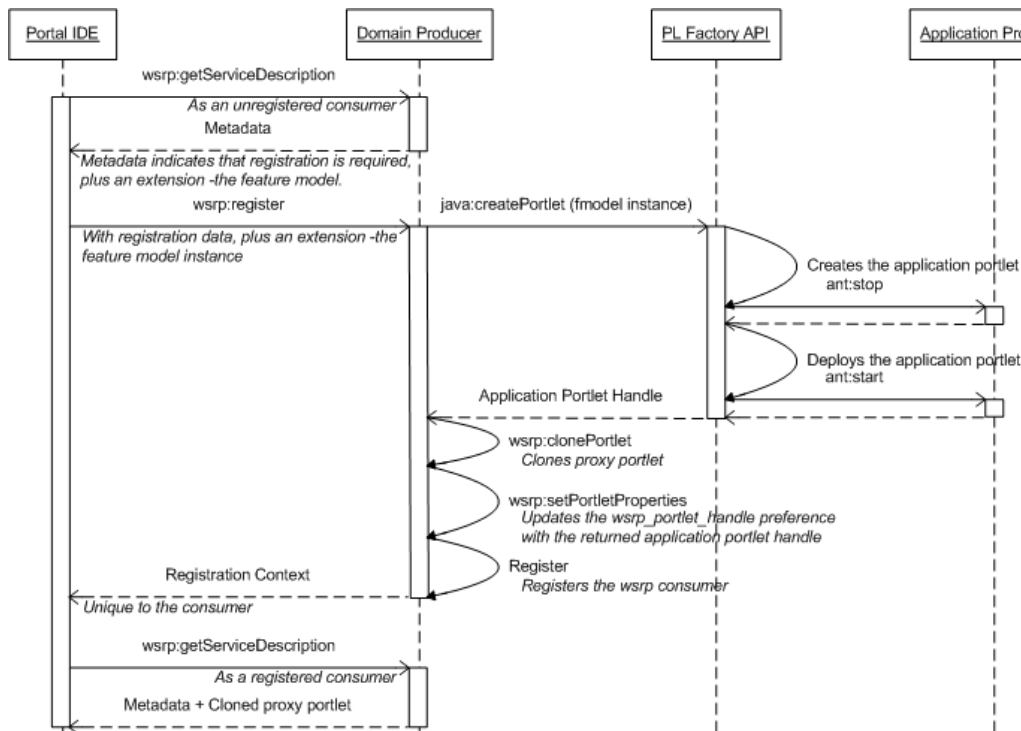 Portal IDE
Domain Producer
PL Factory API
Application Pro
wsrp:getServiceDescription
As an unregistered consumer
Metadata
Metadata indicates that registration is required,
plus an extension -the feature model.
wsrp:register
java:createPortlet (fmodel instance)
With registration data, plus an extension -the
feature model instance
Creates the application portlet
ant:stop
Deploys the application portlet
ant:start
Application Portlet Handle
wsrp:clonePortlet
Clones proxy portlet
wsrp:setPortletProperties
Updates the wsrp_portlet_handle preference
with the returned application portlet handle
Register
Registers the wsrp consumer
Registration Context
Unique to the consumer
wsrp:getServiceDescription
As a registered consumer
Metadata + Cloned proxy portlet